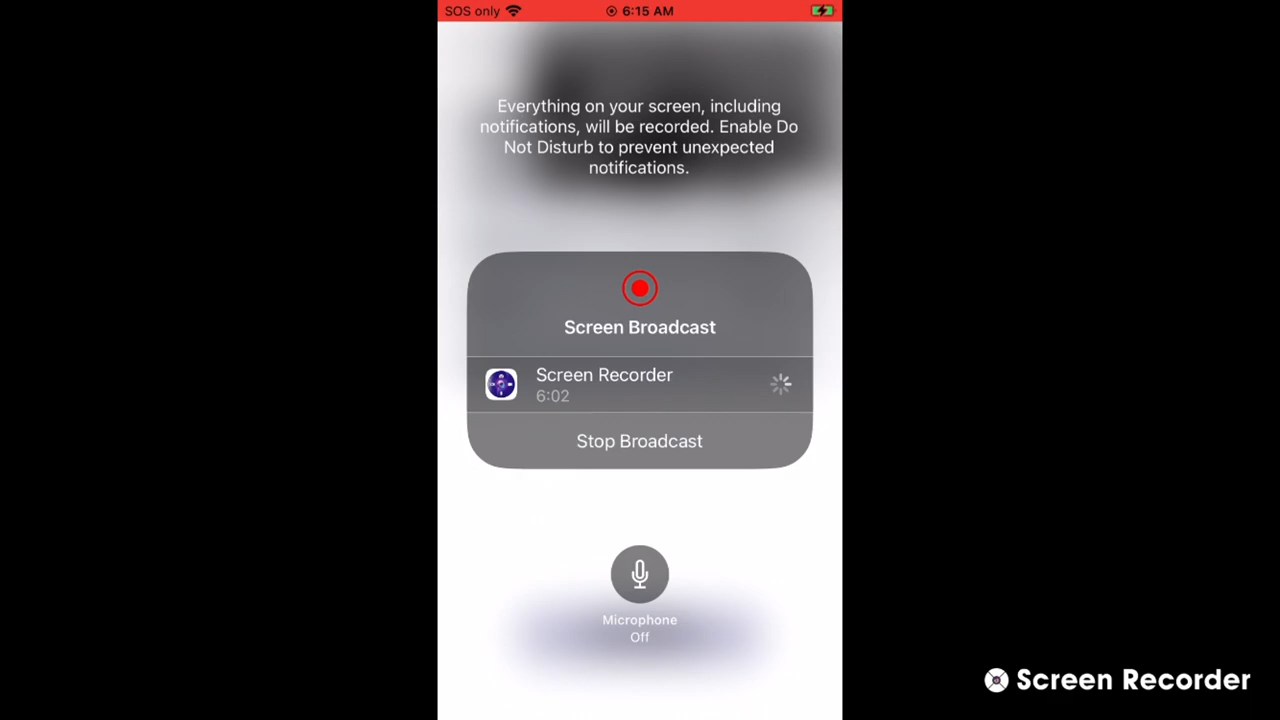 SOS only 6:15 AM
Everything on your screen, including
notifications, will be recorded. Enable Do
Not Disturb to prevent unexpected
notifications.
Screen Broadcast
Screen Recorder
6:02
Stop Broadcast
Microphone
Off
Screen Recorder